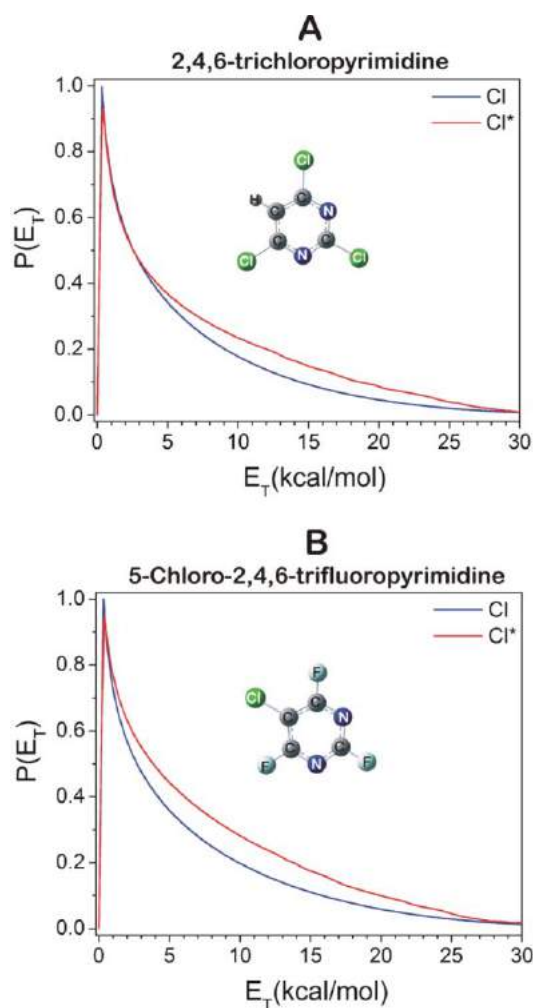 A
2,4,6-trichloropyrimidine
1.0
0.8
0.6
0.4
0.2
0.0
P(E_T)
Cl
Cl*
Cl
H
C
C
N
C
C
N
Cl
Cl
0
5
10
15
20
25
30
E_T(kcal/mol)
B
5-Chloro-2,4,6-trifluoropyrimidine
1.0
0.8
0.6
0.4
0.2
0.0
P(E_T)
Cl
Cl*
F
Cl
C
C
N
C
C
N
F
F
0
5
10
15
20
25
30
E_T(kcal/mol)